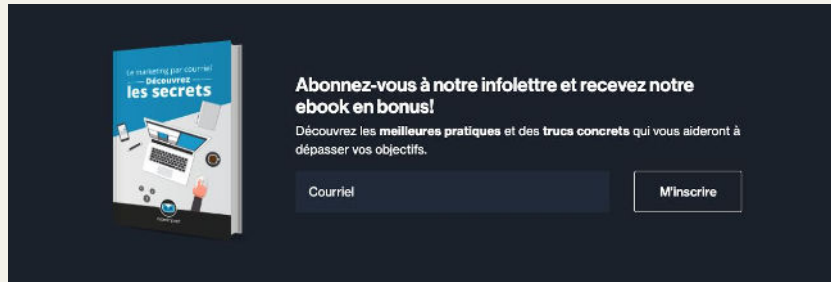 Le marketing par courriel
Découvrez
les secrets
Abonnez-vous à notre infolettre et recevez notre
ebook en bonus!
Découvrez les meilleures pratiques et des trucs concrets qui vous aideront à
dépasser vos objectifs.
Courriel
M'inscrire